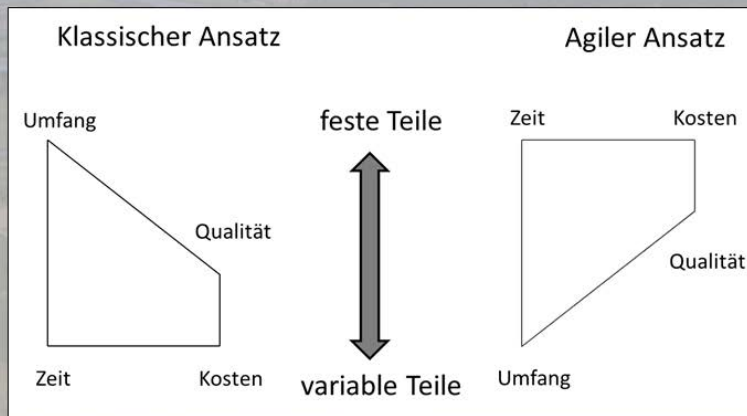 Klassischer Ansatz
Agiler Ansatz
Umfang
feste Teile
Zeit
Kosten
Qualität
Qualität
Zeit
Kosten
variable Teile
Umfang